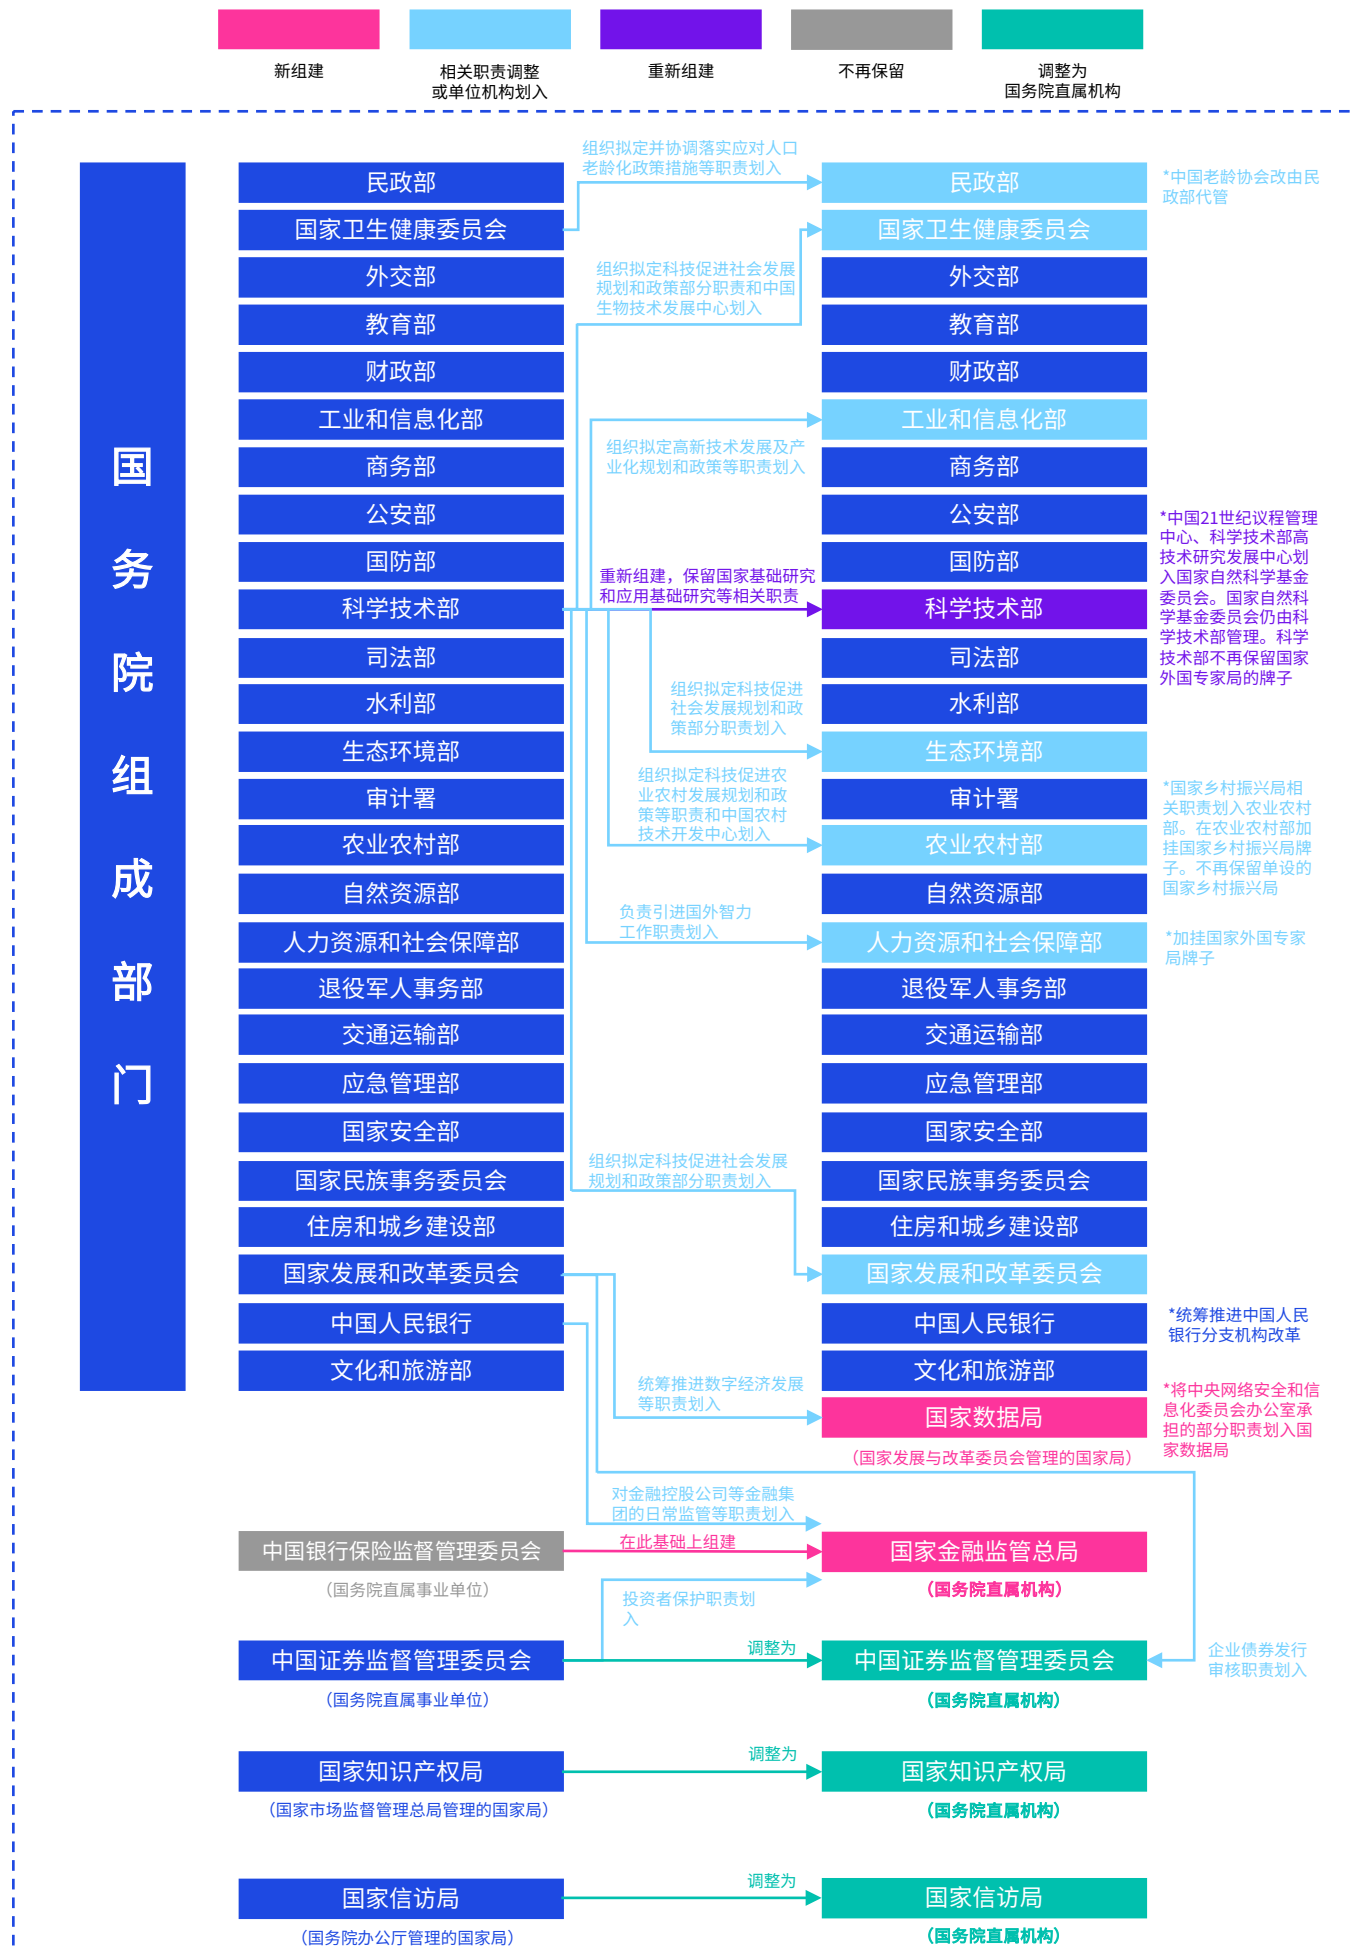 新组建
相关职责调整
或单位机构划入
重新组建
不再保留
调整为
国务院直属机构
国务院组成部门
民政部
国家卫生健康委员会
外交部
教育部
财政部
工业和信息化部
商务部
公安部
国防部
科学技术部
司法部
水利部
生态环境部
审计署
农业农村部
自然资源部
人力资源和社会保障部
退役军人事务部
交通运输部
应急管理部
国家安全部
国家民族事务委员会
住房和城乡建设部
国家发展和改革委员会
中国人民银行
文化和旅游部
中国银行保险监督管理委员会
（国务院直属事业单位）
中国证券监督管理委员会
（国务院直属事业单位）
国家知识产权局
（国家市场监督管理总局管理的国家局）
国家信访局
（国务院办公厅管理的国家局）
组织拟定并协调落实应对人口
老龄化政策措施等职责划入
组织拟定科技促进社会发展
规划和政策部分职责和中国
生物技术发展中心划入
组织拟定高新技术发展及产
业化规划和政策等职责划入
重新组建，保留国家基础研究
和应用基础研究等相关职责
组织拟定科技促进
社会发展规划和政
策部分职责划入
组织拟定科技促进农
业农村发展规划和政
策等职责和中国农村
技术开发中心划入
负责引进国外智力
工作职责划入
组织拟定科技促进社会发展
规划和政策部分职责划入
统筹推进数字经济发展
等职责划入
对金融控股公司等金融集
团的日常监管等职责划入
在此基础上组建
投资者保护职责划
入
调整为
调整为
调整为
民政部
国家卫生健康委员会
外交部
教育部
财政部
工业和信息化部
商务部
公安部
国防部
科学技术部
司法部
水利部
生态环境部
审计署
农业农村部
自然资源部
人力资源和社会保障部
退役军人事务部
交通运输部
应急管理部
国家安全部
国家民族事务委员会
住房和城乡建设部
国家发展和改革委员会
中国人民银行
文化和旅游部
国家数据局
（国家发展与改革委员会管理的国家局）
国家金融监管总局
（国务院直属机构）
中国证券监督管理委员会
（国务院直属机构）
国家知识产权局
（国务院直属机构）
国家信访局
（国务院直属机构）
*中国老龄协会改由民
政部代管
*中国21世纪议程管理
中心、科学技术部高
技术研究发展中心划
入国家自然科学基金
委员会。国家自然科
学基金委员会仍由科
学技术部管理。科学
技术部不再保留国家
外国专家局的牌子
*国家乡村振兴局相
关职责划入农业农村
部。在农业农村部加
挂国家乡村振兴局牌
子。不再保留单设的
国家乡村振兴局
*加挂国家外国专家
局牌子
*统筹推进中国人民
银行分支机构改革
*将中央网络安全和信
息化委员会办公室承
担的部分职责划入国
家数据局
企业债券发行
审核职责划入